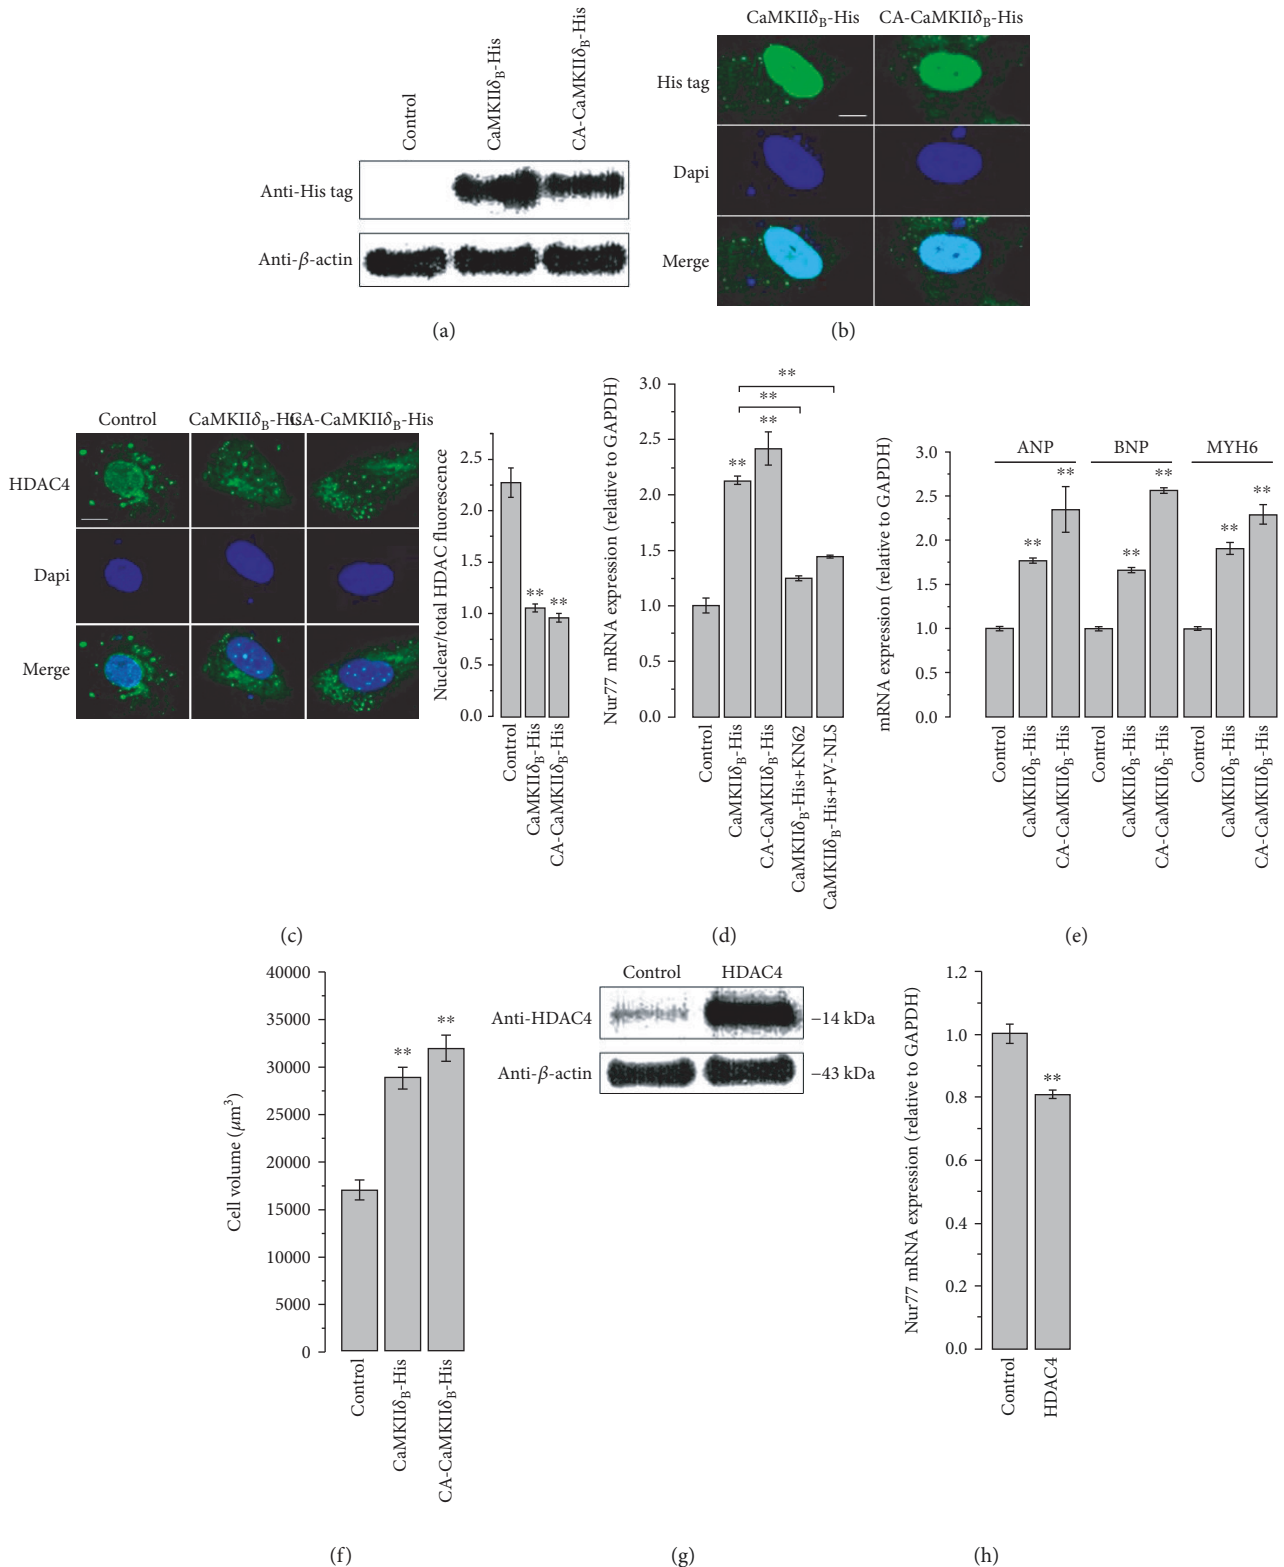 Control
CaMKIIδB-His
CA-CaMKIIδB-His
Anti-His tag
Anti-β-actin
(a)
CaMKIIδB-His CA-CaMKIIδB-His
His tag
Dapi
Merge
(b)
Control CaMKIIδB-His CA-CaMKIIδB-His
HDAC4
Dapi
Merge
Nuclear/total HDAC fluorescence
2.5
2.0
1.5
1.0
0.5
0.0
**
**
Control
CaMKIIδB-His
CA-CaMKIIδB-His
(c)
Nur77 mRNA expression (relative to GAPDH)
3.0
2.5
2.0
1.5
1.0
0.5
0.0
**
**
**
**
Control
CaMKIIδB-His
CA-CaMKIIδB-His
CaMKIIδB-His+KN62
CaMKIIδB-His+PV-NLS
(d)
mRNA expression (relative to GAPDH)
3.0
2.5
2.0
1.5
1.0
0.5
0.0
ANP BNP MYH6
**
**
**
**
**
**
Control
CaMKIIδB-His
CA-CaMKIIδB-His
Control
CaMKIIδB-His
CA-CaMKIIδB-His
Control
CaMKIIδB-His
CA-CaMKIIδB-His
(e)
Cell volume (μm³)
40000
35000
30000
25000
20000
15000
10000
5000
0
**
**
Control
CaMKIIδB-His
CA-CaMKIIδB-His
(f)
Control HDAC4
Anti-HDAC4 −14 kDa
Anti-β-actin −43 kDa
(g)
Nur77 mRNA expression (relative to GAPDH)
1.2
1.0
0.8
0.6
0.4
0.2
0.0
**
Control
HDAC4
(h)